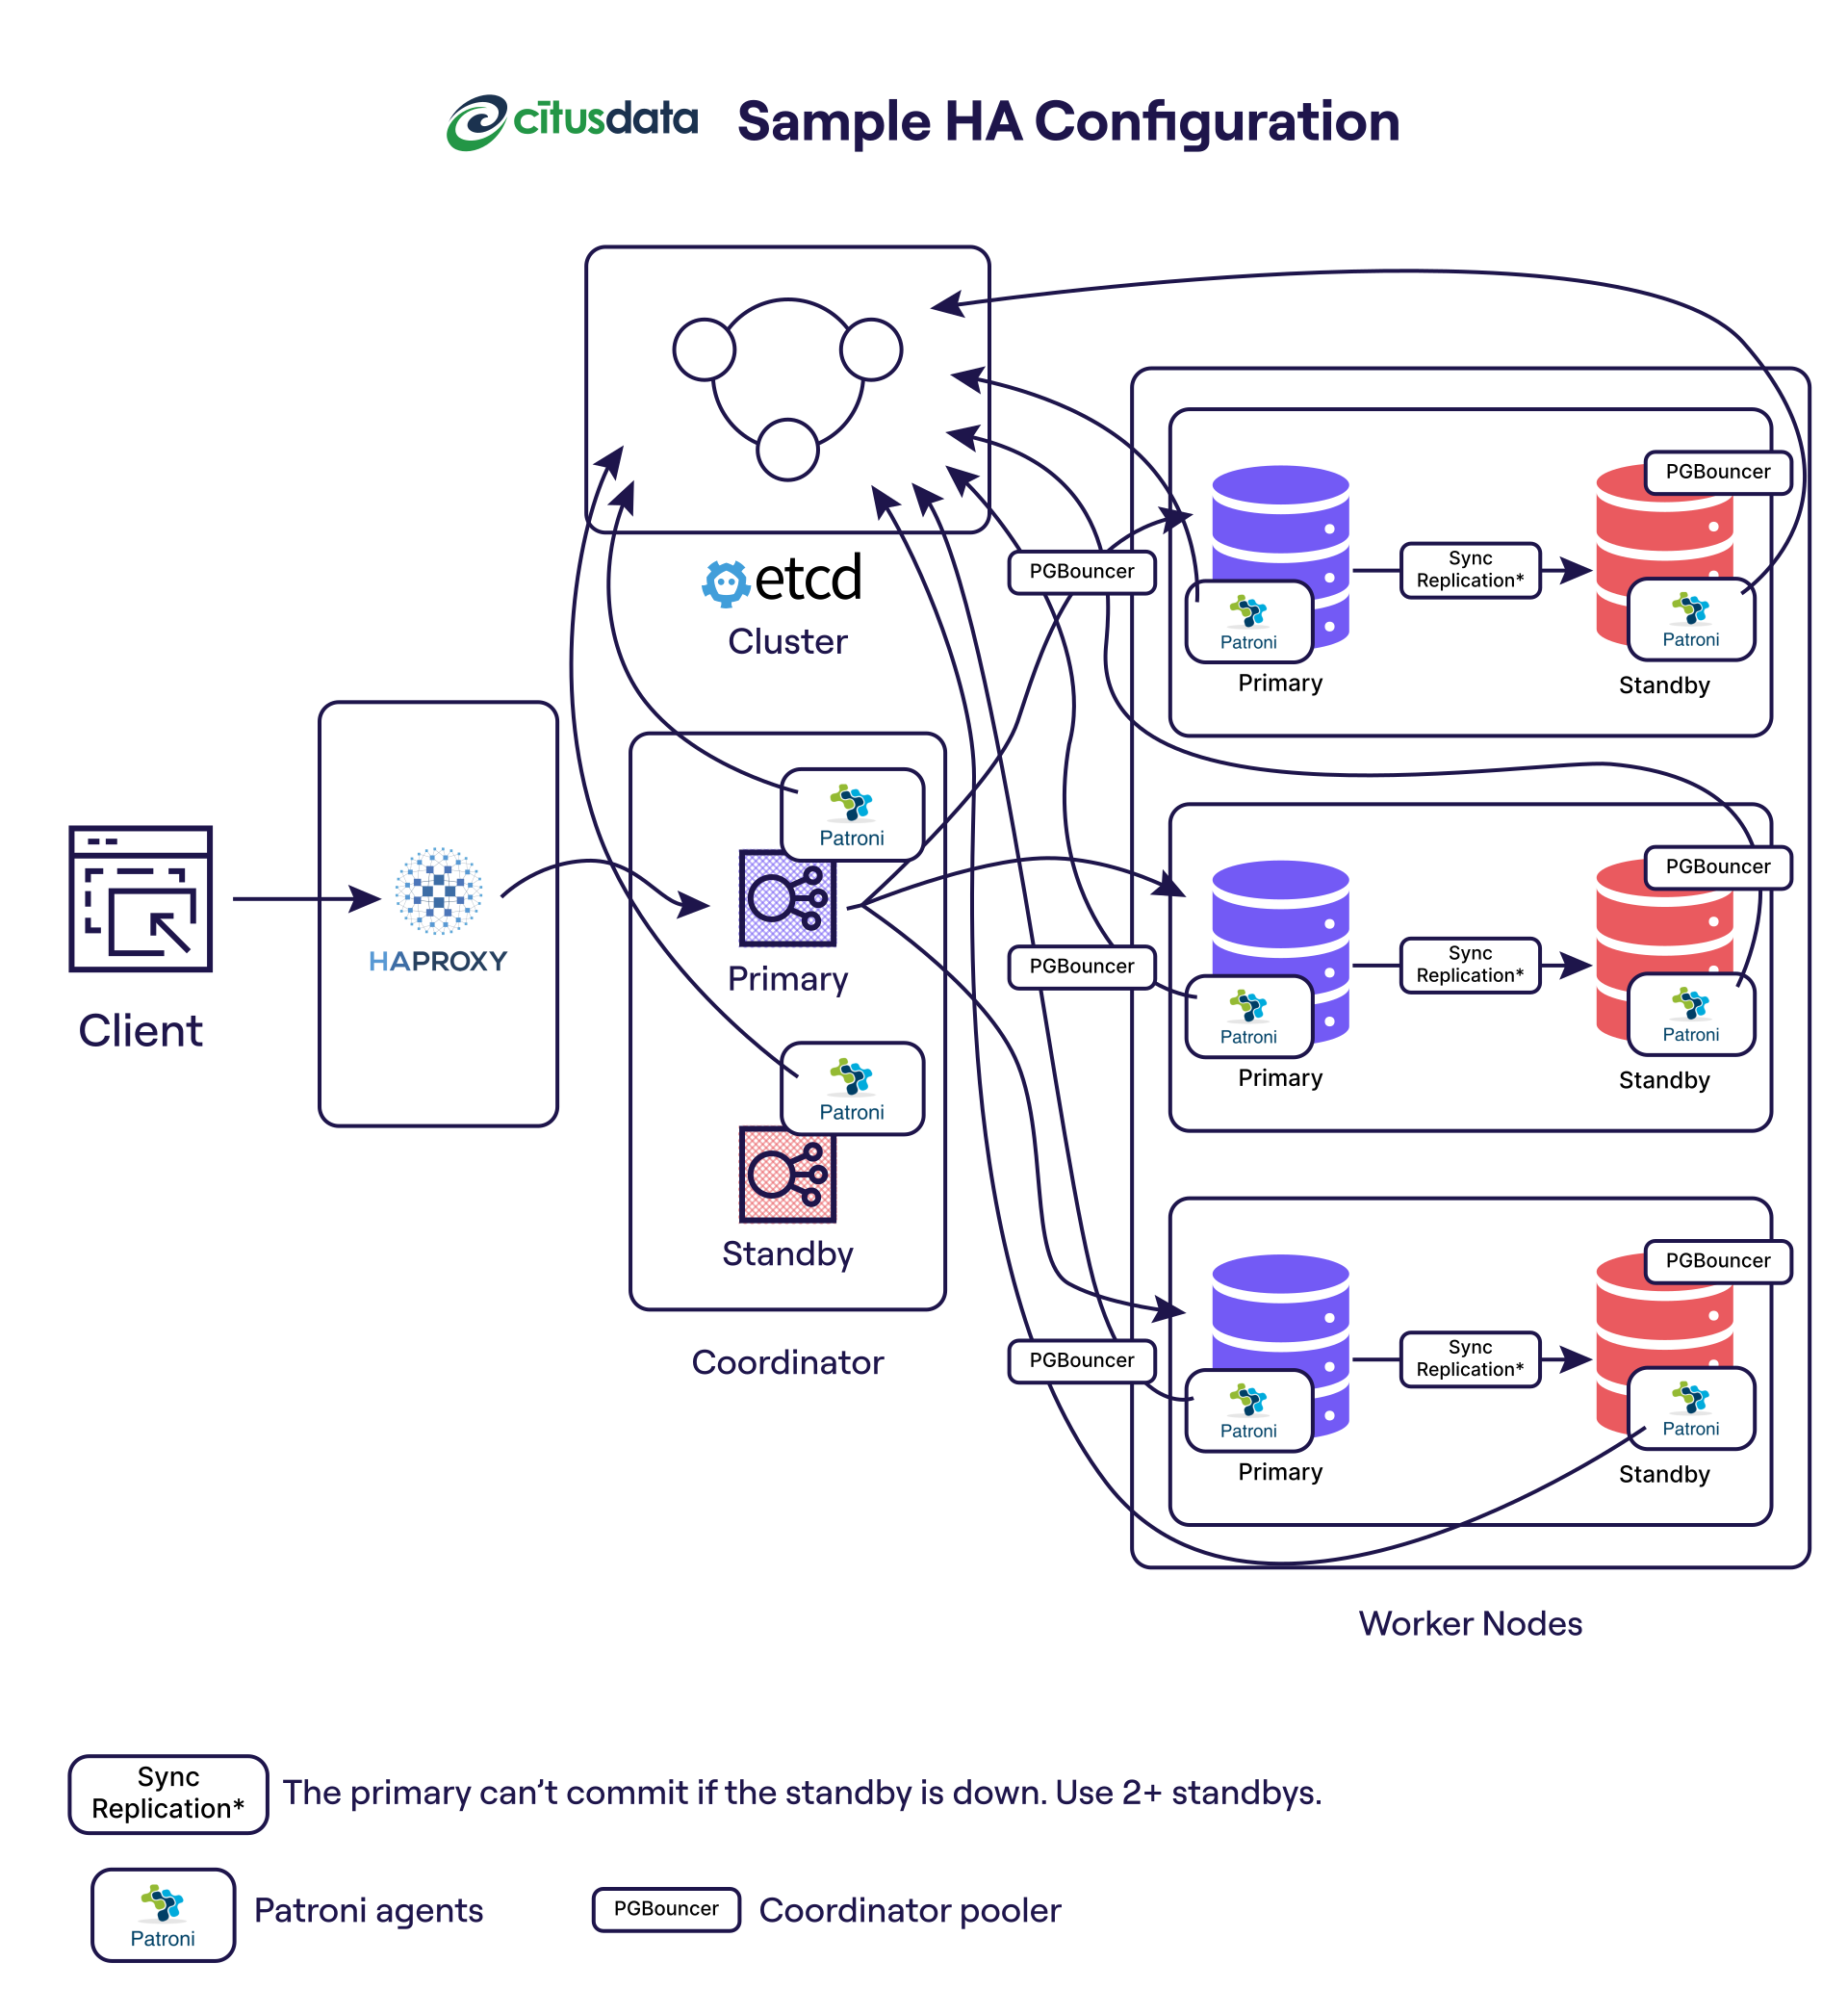 citusdata Sample HA Configuration
etcd
Cluster
PGBouncer
PGBouncer
Sync
Replication*
Patroni
Patroni
Primary
Standby
HAPROXY
Client
Patroni
Primary
Patroni
Standby
Coordinator
PGBouncer
PGBouncer
Sync
Replication*
Patroni
Patroni
Primary
Standby
PGBouncer
PGBouncer
Sync
Replication*
Patroni
Patroni
Primary
Standby
Worker Nodes
Sync
Replication*
The primary can’t commit if the standby is down. Use 2+ standbys.
Patroni
Patroni agents
PGBouncer
Coordinator pooler